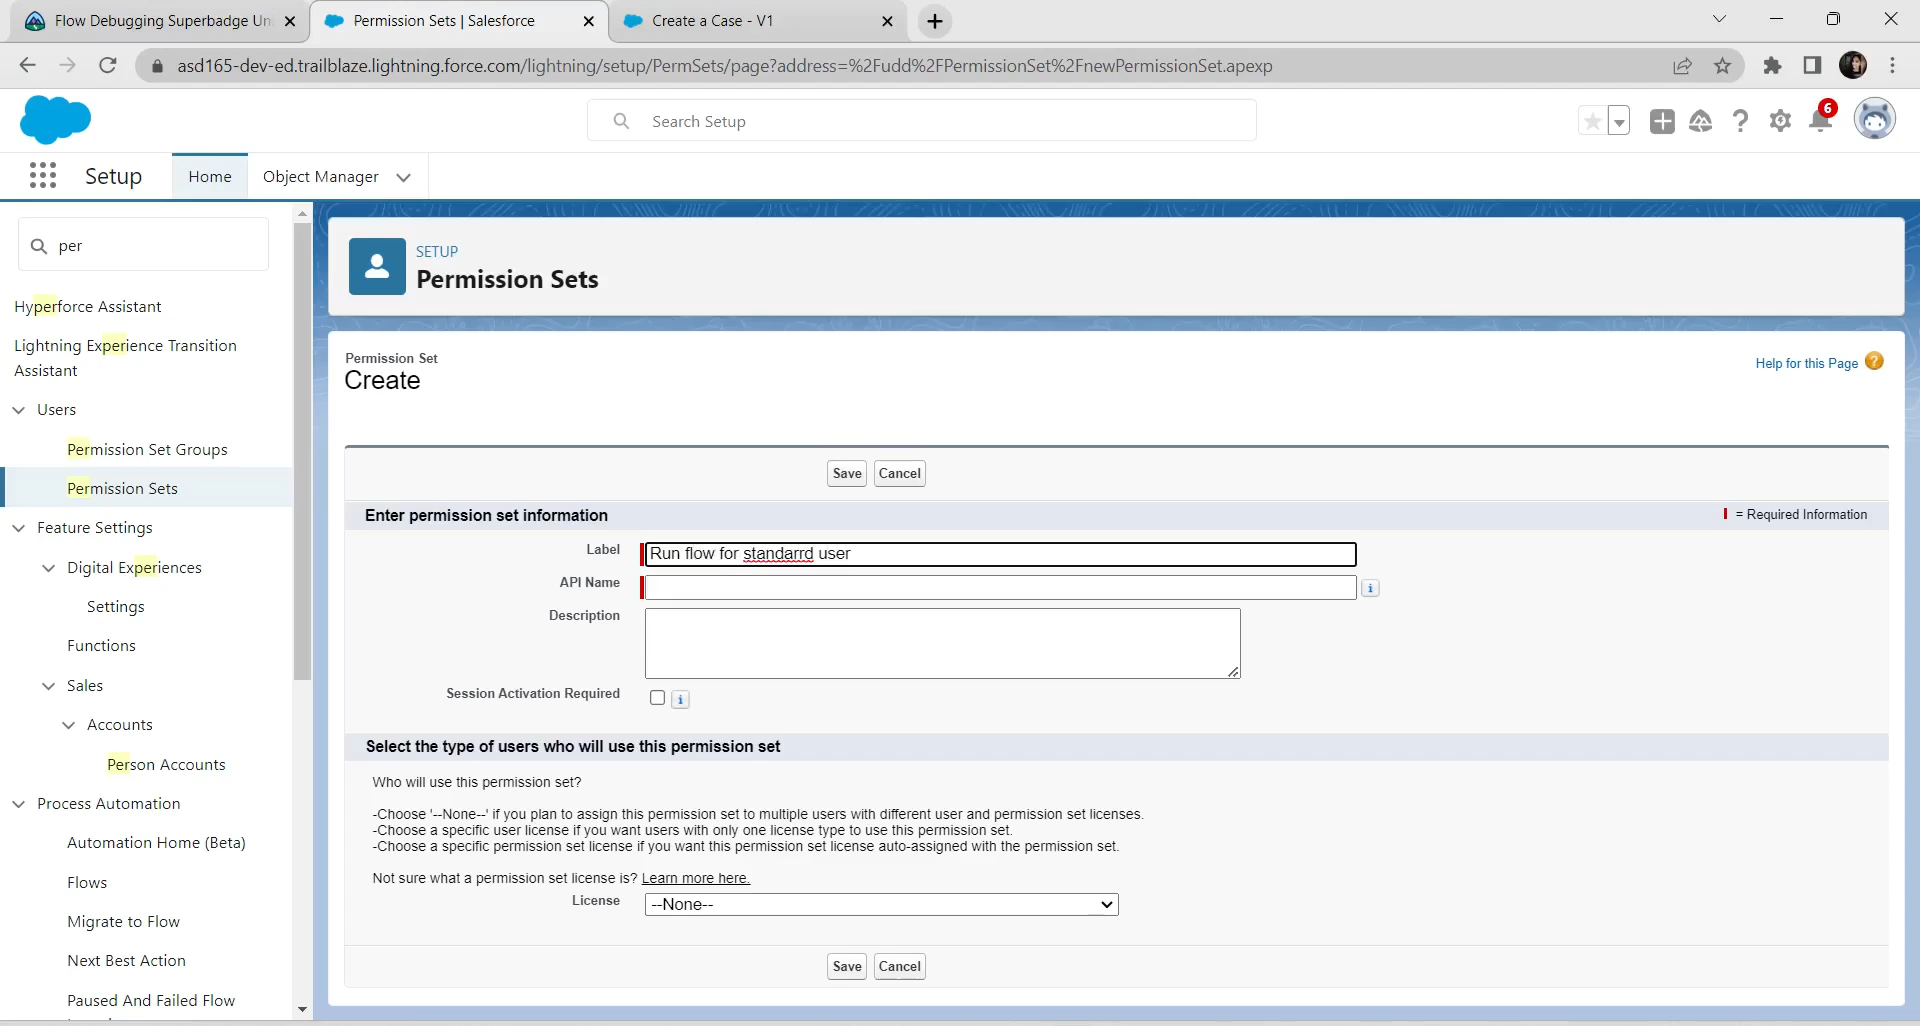 Flow Debugging Superbadge Un
Permission Sets | Salesforce
Create a Case - V1
asd165-dev-ed.trailblaze.lightning.force.com/lightning/setup/PermSets/page?address=%2Fudd%2FPermissionSet%2FnewPermissionSet.apexp
Search Setup
6
Setup
Home
Object Manager
per
SETUP
Permission Sets
Hyperforce Assistant
Lightning Experience Transition
Assistant
Users
Permission Set Groups
Permission Sets
Feature Settings
Digital Experiences
Settings
Functions
Sales
Accounts
Person Accounts
Process Automation
Automation Home (Beta)
Flows
Migrate to Flow
Next Best Action
Paused And Failed Flow
Permission Set
Create
Help for this Page
Save
Cancel
Enter permission set information
= Required Information
Label
Run flow for standarrd user
API Name
Description
Session Activation Required
Select the type of users who will use this permission set
Who will use this permission set?
-Choose '--None--' if you plan to assign this permission set to multiple users with different user and permission set licenses.
-Choose a specific user license if you want users with only one license type to use this permission set.
-Choose a specific permission set license if you want this permission set license auto-assigned with the permission set.
Not sure what a permission set license is? Learn more here.
License
--None--
Save
Cancel